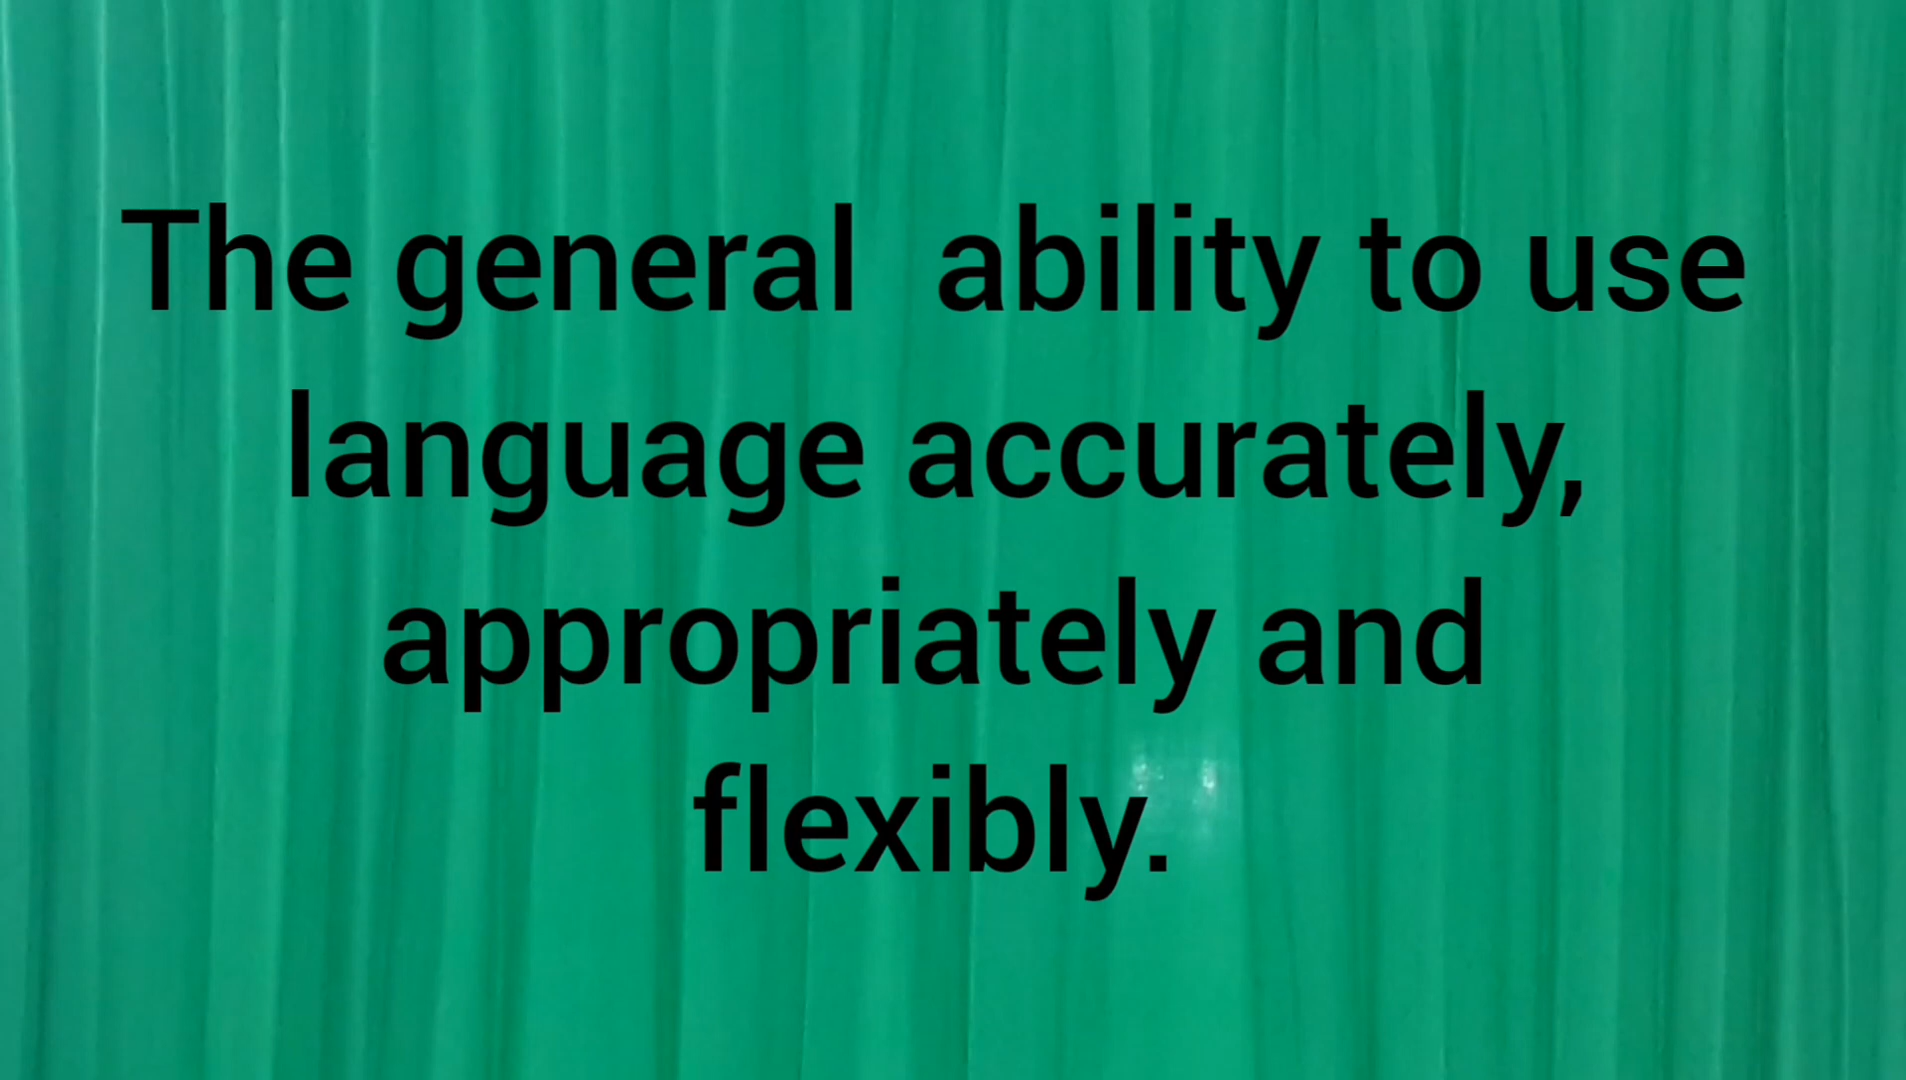 The general  ability to use
language accurately,
appropriately and
flexibly.